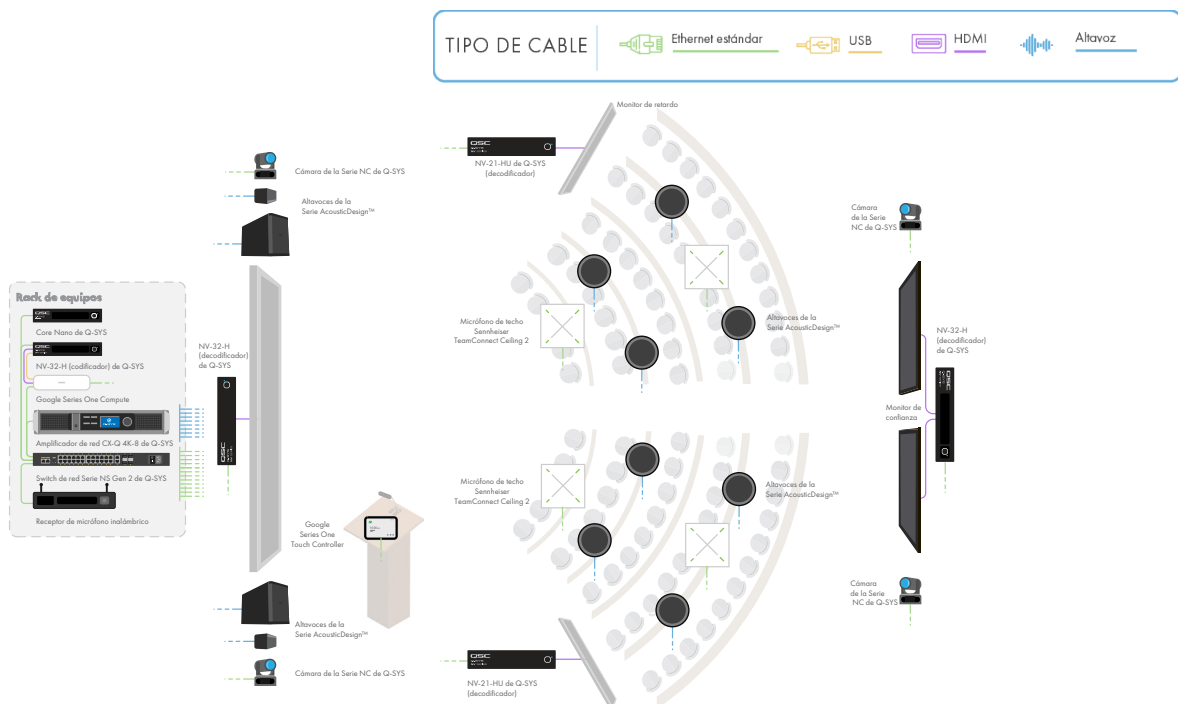 TIPO DE CABLE
Ethernet estándar
USB
HDMI
Altavoz
Monitor de retardo
QSC
NV-21-HU de Q-SYS
(decodificador)
Cámara de la Serie NC de Q-SYS
Altavoces de la
Serie AcousticDesign™
Cámara
de la Serie
NC de Q-SYS
Rack de equipos
QSC
Core Nano de Q-SYS
QSC
NV-32-H (codificador) de Q-SYS
Google Series One Compute
Amplificador de red CX-Q 4K-8 de Q-SYS
Switch de red Serie NS Gen 2 de Q-SYS
Receptor de micrófono inalámbrico
NV-32-H
(decodificador)
de Q-SYS
QSC
Micrófono de techo
Sennheiser
TeamConnect Ceiling 2
Altavoces de la
Serie AcousticDesign™
NV-32-H
(decodificador)
de Q-SYS
QSC
Monitor de
confianza
Micrófono de techo
Sennheiser
TeamConnect Ceiling 2
Altavoces de la
Serie AcousticDesign™
Google
Series One
Touch Controller
Cámara
de la Serie
NC de Q-SYS
Altavoces de la
Serie AcousticDesign™
Cámara de la Serie NC de Q-SYS
QSC
NV-21-HU de Q-SYS
(decodificador)